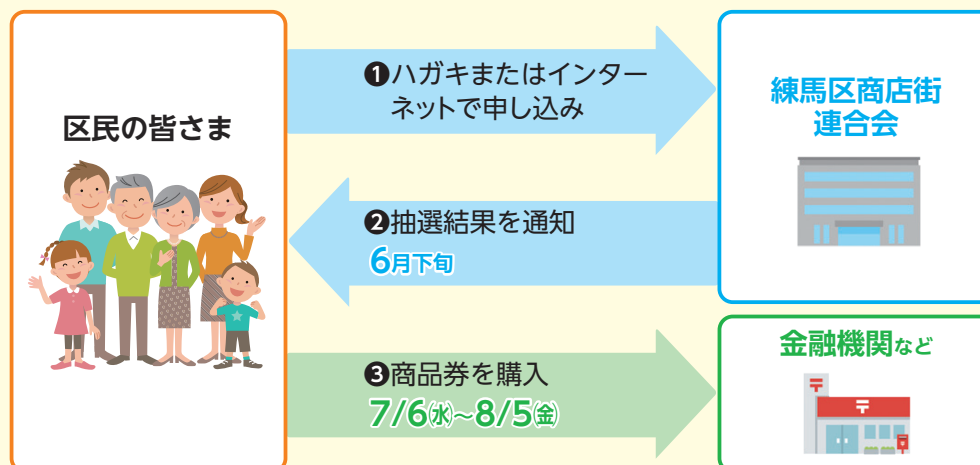 区民の皆さま
❶ハガキまたはインター
ネットで申し込み
練馬区商店街
連合会
❷抽選結果を通知
6月下旬
❸商品券を購入
7/6㈬〜8/5㈮
金融機関など